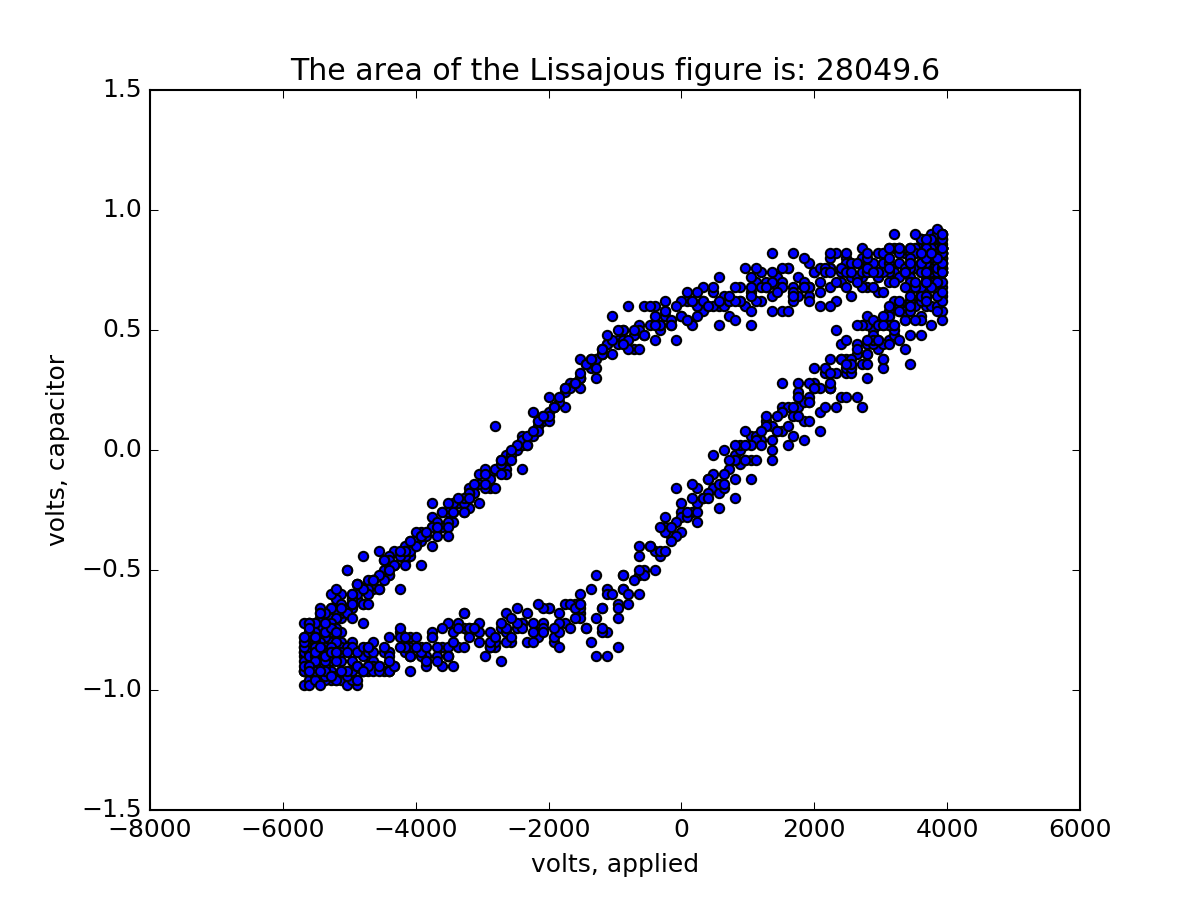 The area of the Lissajous figure is: 28049.6
1.5
1.0
0.5
0.0
−0.5
−1.0
−1.5
volts, capacitor
−8000 −6000 −4000 −2000 0 2000 4000 6000
volts, applied